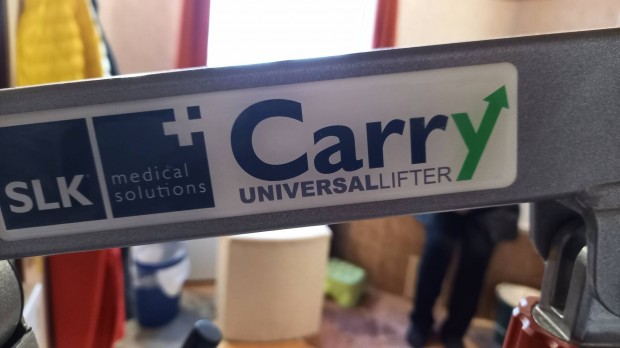 SLK®
medical
solutions
Carry
UNIVERSALLIFTER